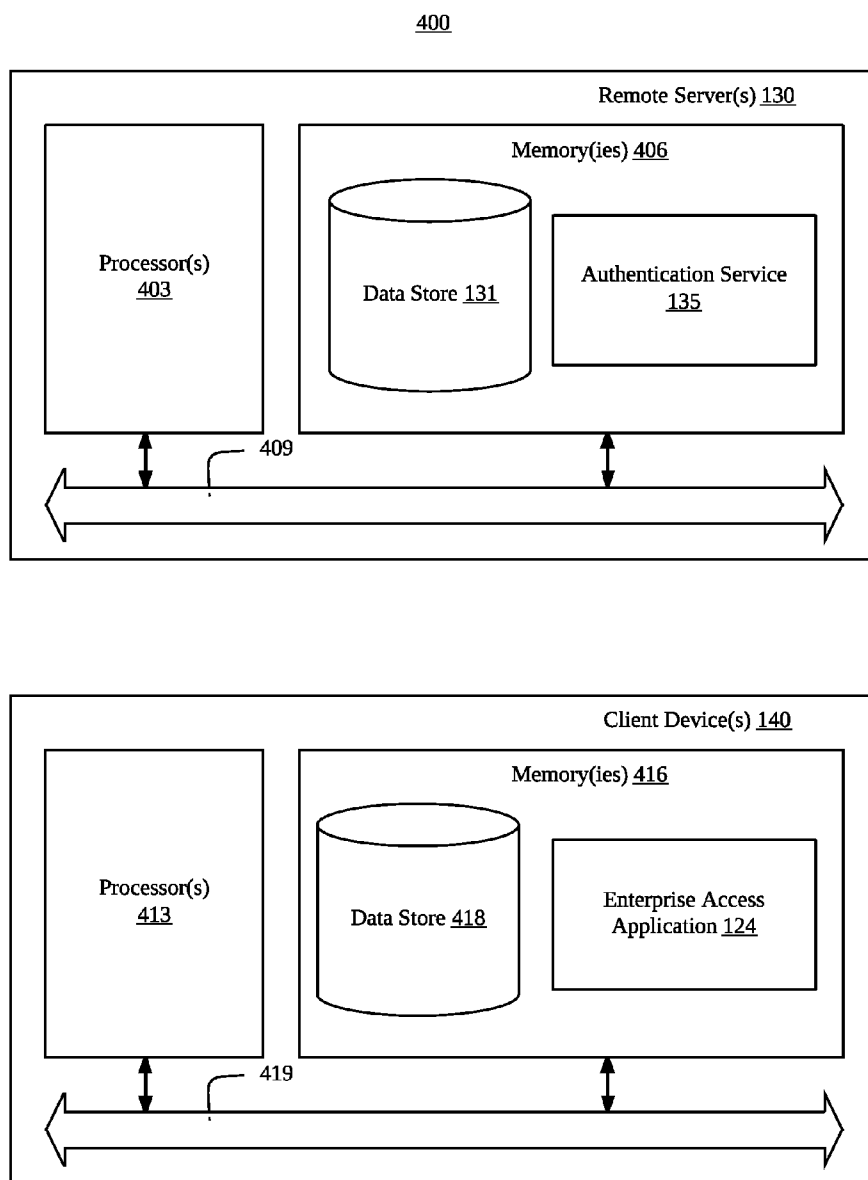 400
Remote Server(s) 130
Memory(ies) 406
Processor(s)
403
Data Store 131
Authentication Service
135
409
Client Device(s) 140
Memory(ies) 416
Processor(s)
413
Data Store 418
Enterprise Access
Application 124
419